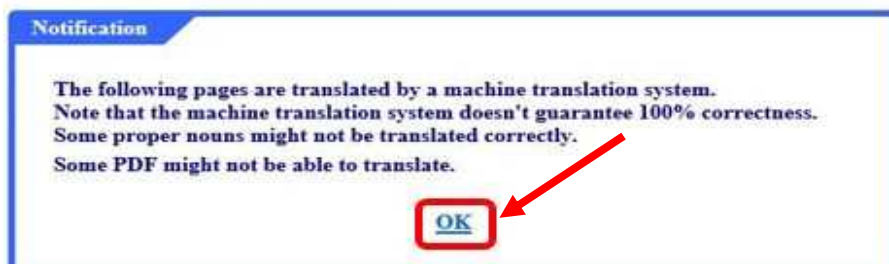 Notification
The following pages are translated by a machine translation system.
Note that the machine translation system doesn't guarantee 100% correctness.
Some proper nouns might not be translated correctly.
Some PDF might not be able to translate.
OK